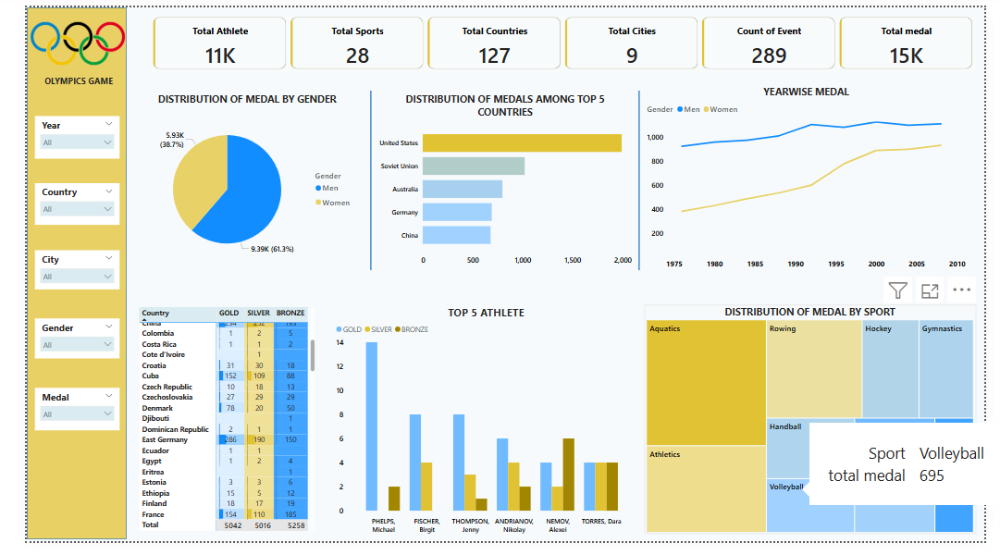 OLYMPICS GAME
Year
All
Country
All
City
All
Gender
All
Medal
All
Total Athlete
11K
Total Sports
28
Total Countries
127
Total Cities
9
Count of Event
289
Total medal
15K
DISTRIBUTION OF MEDAL BY GENDER
5.93K
(38.7%)
9.39K (61.3%)
Gender
Men
Women
DISTRIBUTION OF MEDALS AMONG TOP 5
COUNTRIES
United States
Soviet Union
Australia
Germany
China
0 500 1,000 1,500 2,000
YEARWISE MEDAL
Gender Men Women
1,000
800
600
400
200
1975 1980 1985 1990 1995 2000 2005 2010
Country GOLD SILVER BRONZE
China 234
Colombia 1 2 5
Costa Rica 1 1 2
Cote d'Ivoire 1
Croatia 31 30 18
Cuba 152 109 88
Czech Republic 10 18 13
Czechoslovakia 27 29 29
Denmark 78 20 50
Djibouti 1
Dominican Republic 2 1 1
East Germany 286 190 150
Ecuador 1 1
Egypt 1 2 4
Eritrea 1
Estonia 3 3 6
Ethiopia 15 5 12
Finland 18 17 19
France 154 110 185
Total 5042 5016 5258
TOP 5 ATHLETE
GOLD SILVER BRONZE
14
12
10
8
6
4
2
0
PHELPS,
Michael
FISCHER,
Birgit
THOMPSON,
Jenny
ANDRIANOV,
Nikolay
NEMOV,
Alexei
TORRES, Dara
DISTRIBUTION OF MEDAL BY SPORT
Aquatics
Athletics
Rowing
Hockey
Gymnastics
Handball
Volleyball
Sport Volleyball
total medal 695